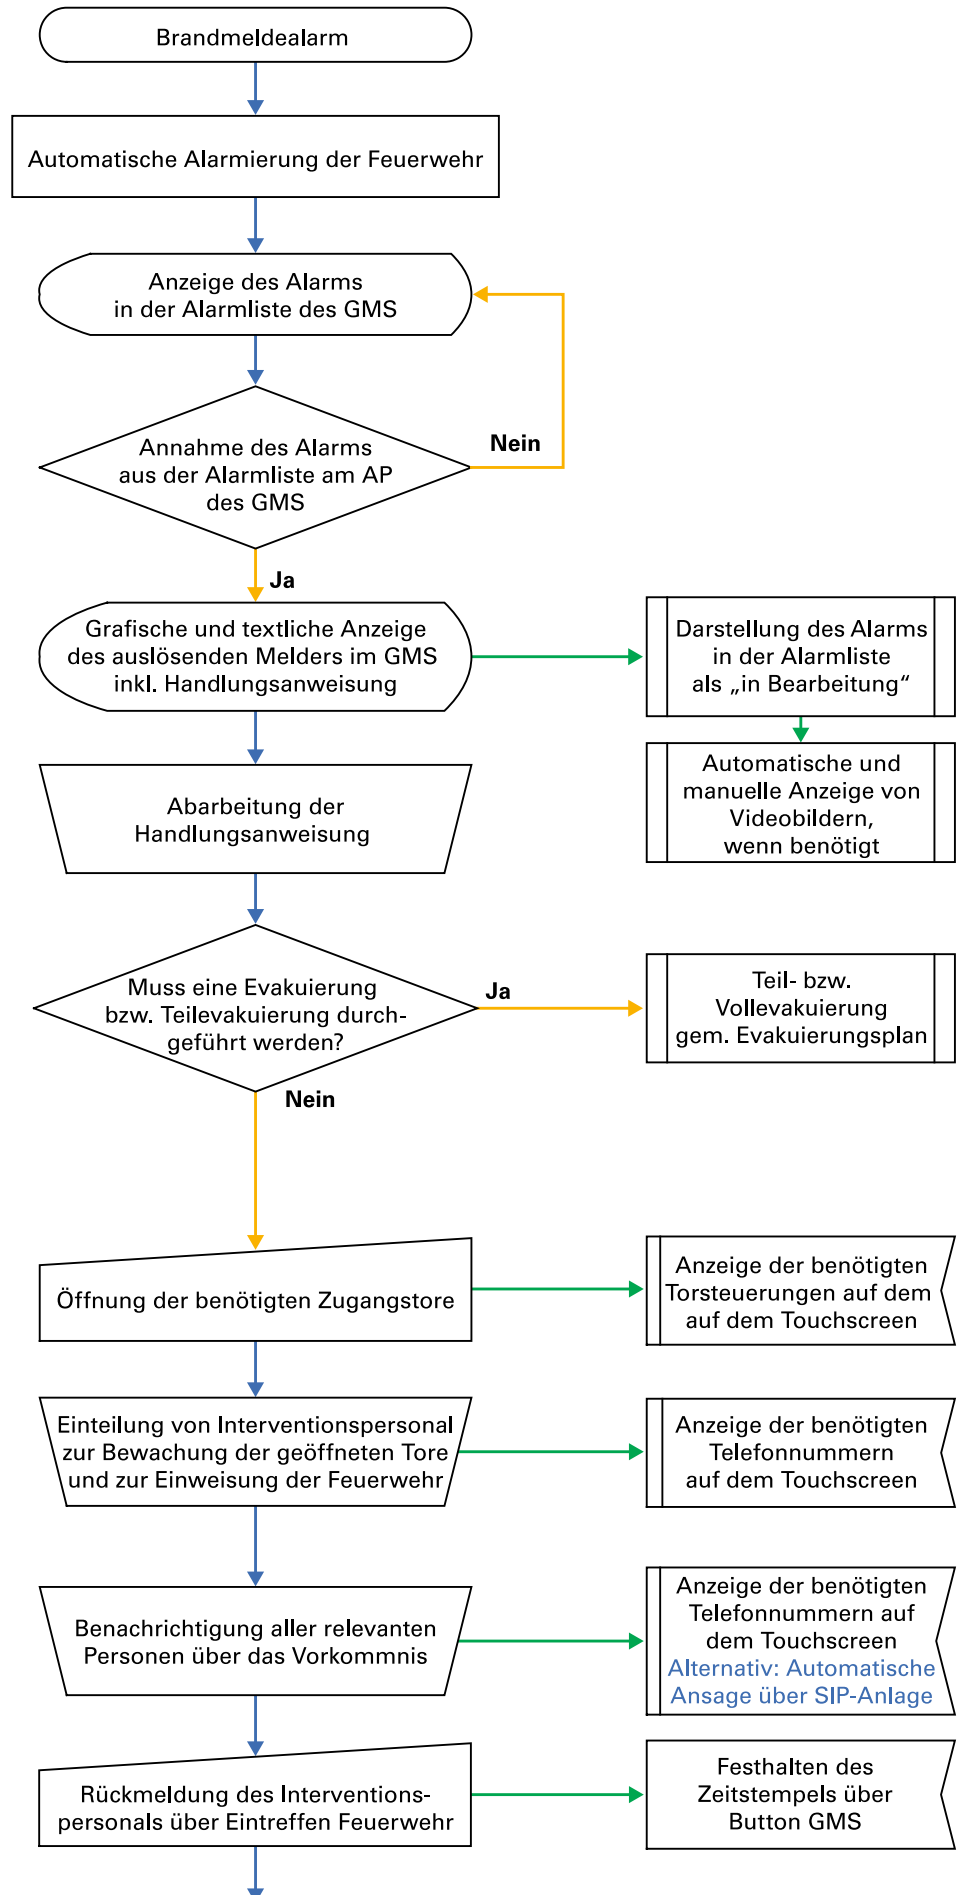 Brandmeldealarm
Automatische Alarmierung der Feuerwehr
Anzeige des Alarms
in der Alarmliste des GMS
Annahme des Alarms
aus der Alarmliste am AP
des GMS
Nein
Ja
Grafische und textliche Anzeige
des auslösenden Melders im GMS
inkl. Handlungsanweisung
Darstellung des Alarms
in der Alarmliste
als „in Bearbeitung“
Automatische und
manuelle Anzeige von
Videobildern,
wenn benötigt
Abarbeitung der
Handlungsanweisung
Muss eine Evakuierung
bzw. Teilevakuierung durch-
geführt werden?
Ja
Teil- bzw.
Vollevakuierung
gem. Evakuierungsplan
Nein
Öffnung der benötigten Zugangstore
Anzeige der benötigten
Torsteuerungen auf dem
auf dem Touchscreen
Einteilung von Interventionspersonal
zur Bewachung der geöffneten Tore
und zur Einweisung der Feuerwehr
Anzeige der benötigten
Telefonnummern
auf dem Touchscreen
Benachrichtigung aller relevanten
Personen über das Vorkommnis
Anzeige der benötigten
Telefonnummern auf
dem Touchscreen
Alternativ: Automatische
Ansage über SIP-Anlage
Rückmeldung des Interventions-
personals über Eintreffen Feuerwehr
Festhalten des
Zeitstempels über
Button GMS